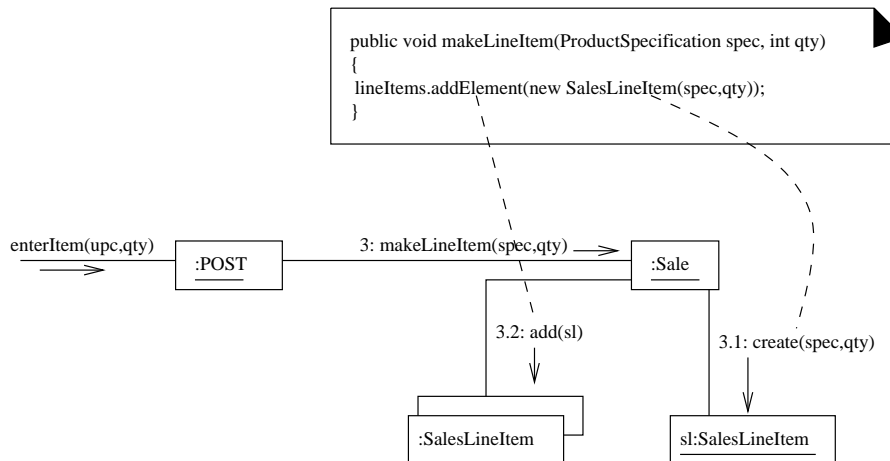 public void makeLineItem(ProductSpecification spec, int qty)
{
lineItems.addElement(new SalesLineItem(spec,qty));
}
enterItem(upc,qty)
:POST
3: makeLineItem(spec,qty)
:Sale
3.2: add(sl)
3.1: create(spec,qty)
:SalesLineItem
sl:SalesLineItem